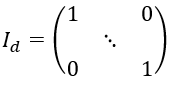 1 0
I_d = ( ⋱ )
0 1